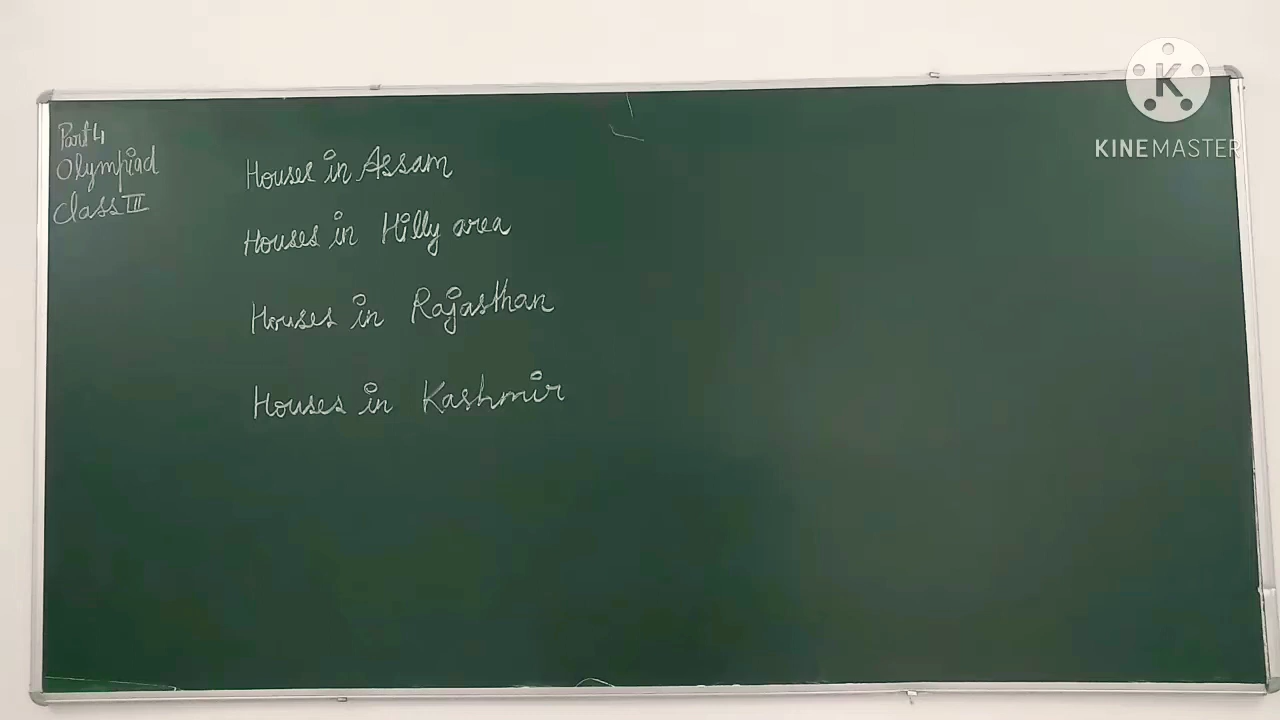 Part 4
Olympiad
Class III
Houses in Assam
Houses in Hilly area
Houses in Rajasthan
Houses in Kashmir
K
KINEMASTER